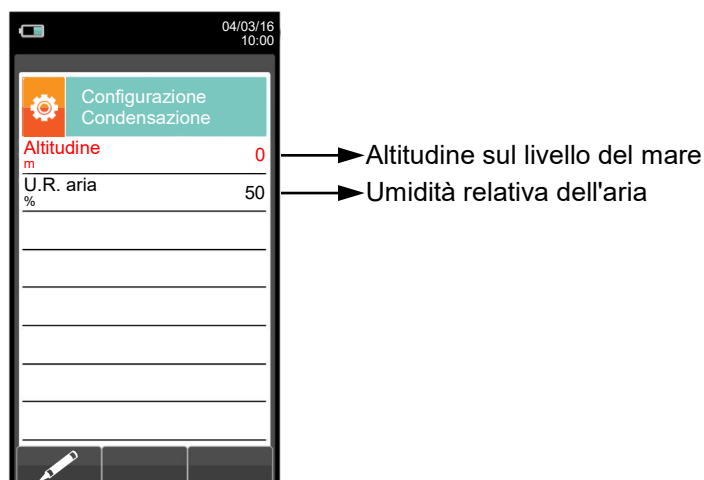 04/03/16
10:00
Configurazione
Condensazione
Altitudine
m
0
Altitudine sul livello del mare
U.R. aria
%
50
Umidità relativa dell'aria